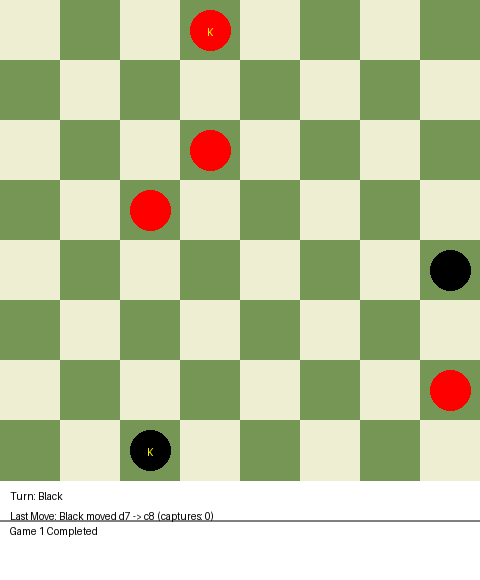 K
K
Turn: Black
Last Move: Black moved d7 -> c8 (captures: 0)
Game 1 Completed